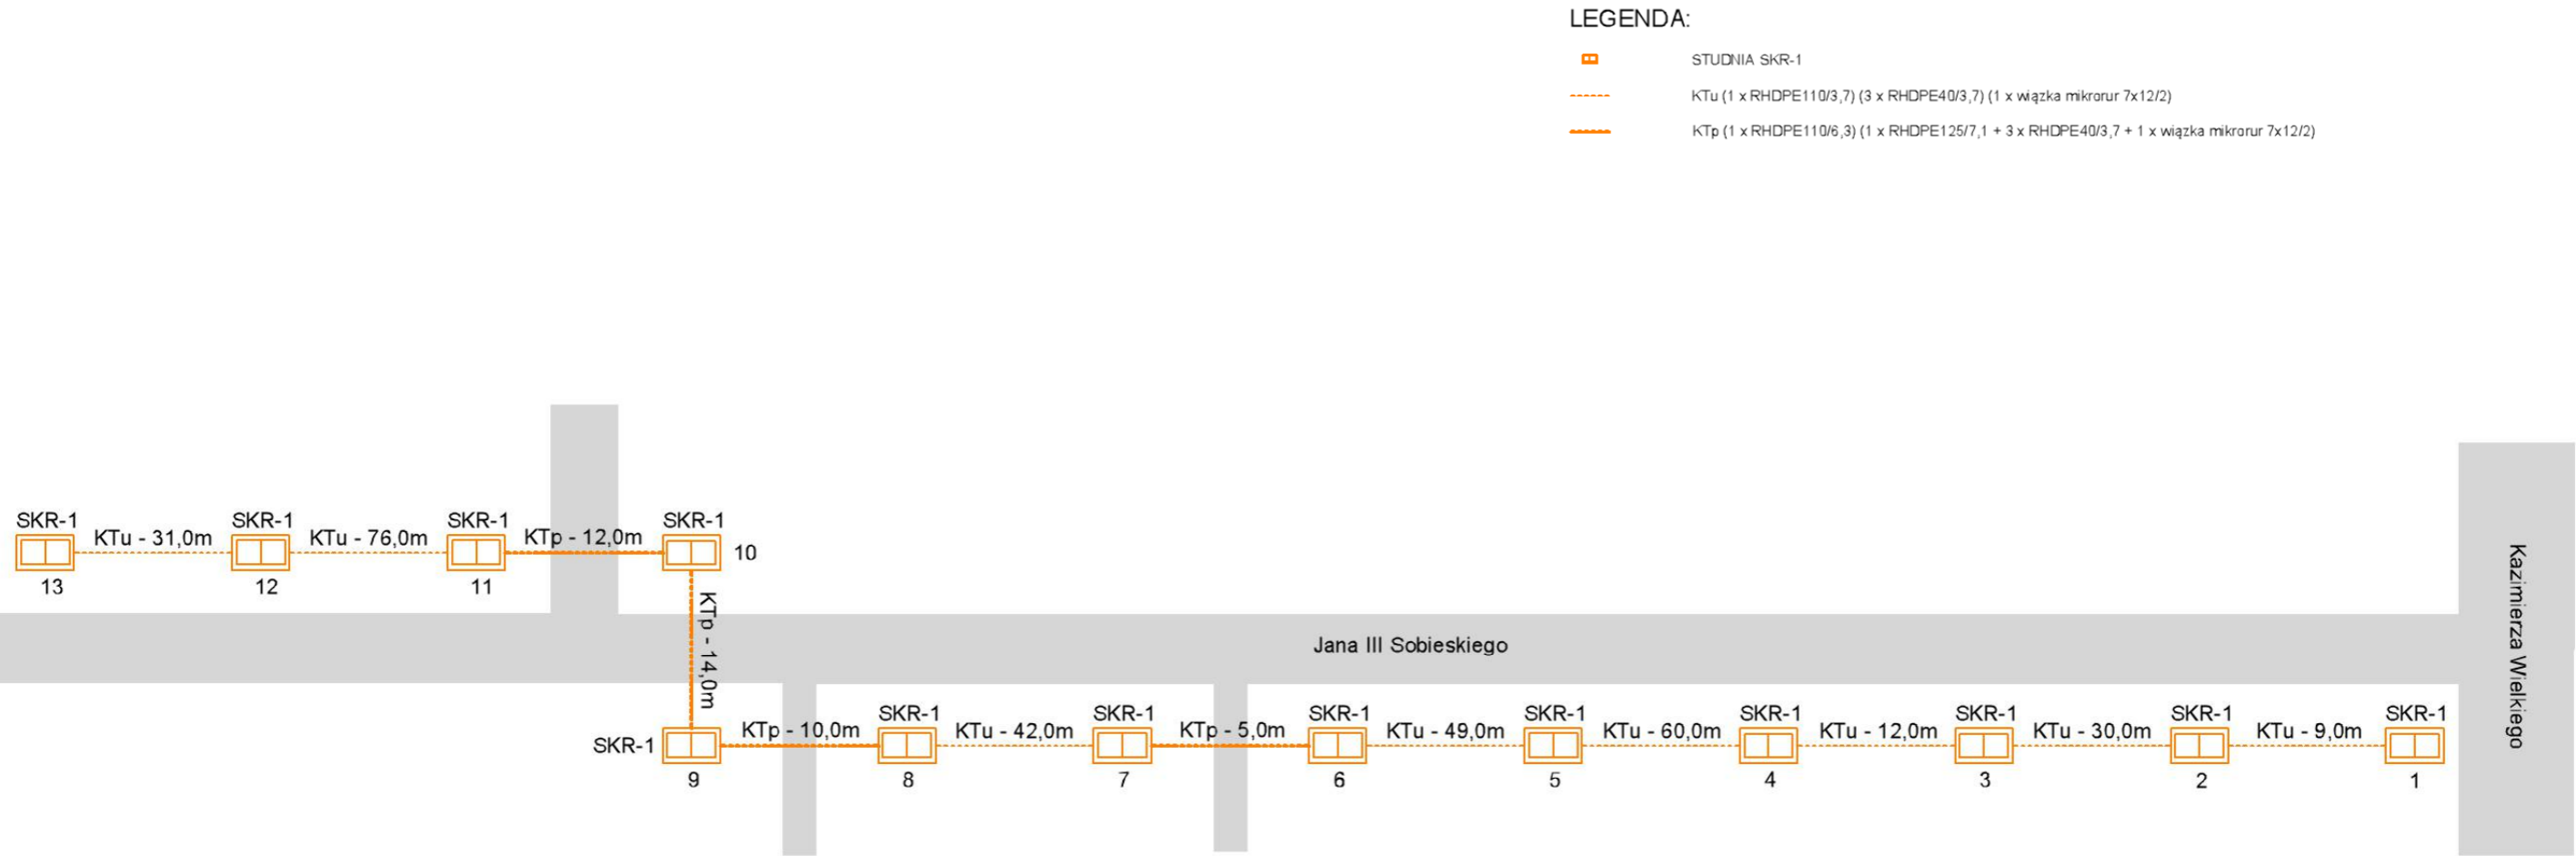 LEGENDA:
STUDNIA SKR-1
KTu (1 x RHDPE110/3,7) (3 x RHDPE40/3,7) (1 x wiązka mikrorur 7x12/2)
KTp (1 x RHDPE110/6,3) (1 x RHDPE125/7,1 + 3 x RHDPE40/3,7 + 1 x wiązka mikrorur 7x12/2)
SKR-1 KTu - 31,0m SKR-1 KTu - 76,0m SKR-1 KTp - 12,0m SKR-1
13 12 11 10
KTp - 14,0m
Jana III Sobieskiego
Kazimierza Wielkiego
SKR-1 KTp - 10,0m SKR-1 KTu - 42,0m SKR-1 KTp - 5,0m SKR-1 KTu - 49,0m SKR-1 KTu - 60,0m SKR-1 KTu - 12,0m SKR-1 KTu - 30,0m SKR-1 KTu - 9,0m SKR-1
9 8 7 6 5 4 3 2 1